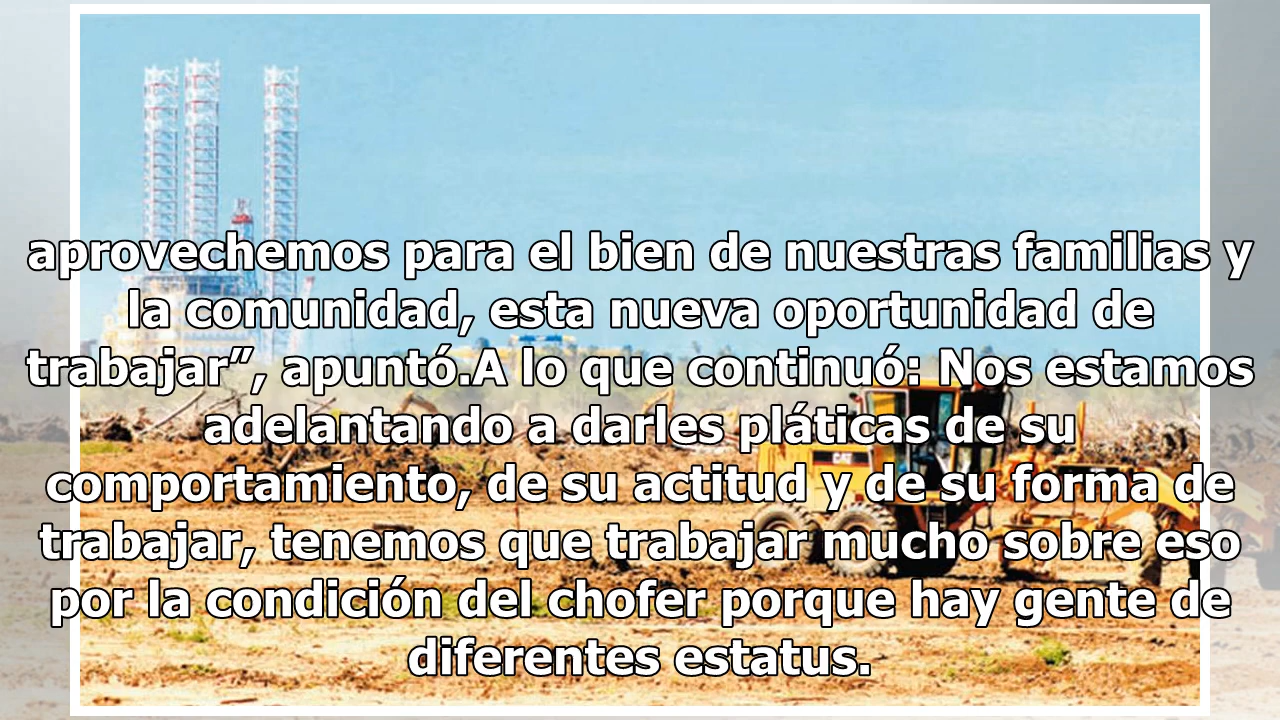 aprovechemos para el bien de nuestras familias y
la comunidad, esta nueva oportunidad de
trabajar”, apuntó.A lo que continuó: Nos estamos
adelantando a darles pláticas de su
comportamiento, de su actitud y de su forma de
trabajar, tenemos que trabajar mucho sobre eso
por la condición del chofer porque hay gente de
diferentes estatus.
CAT